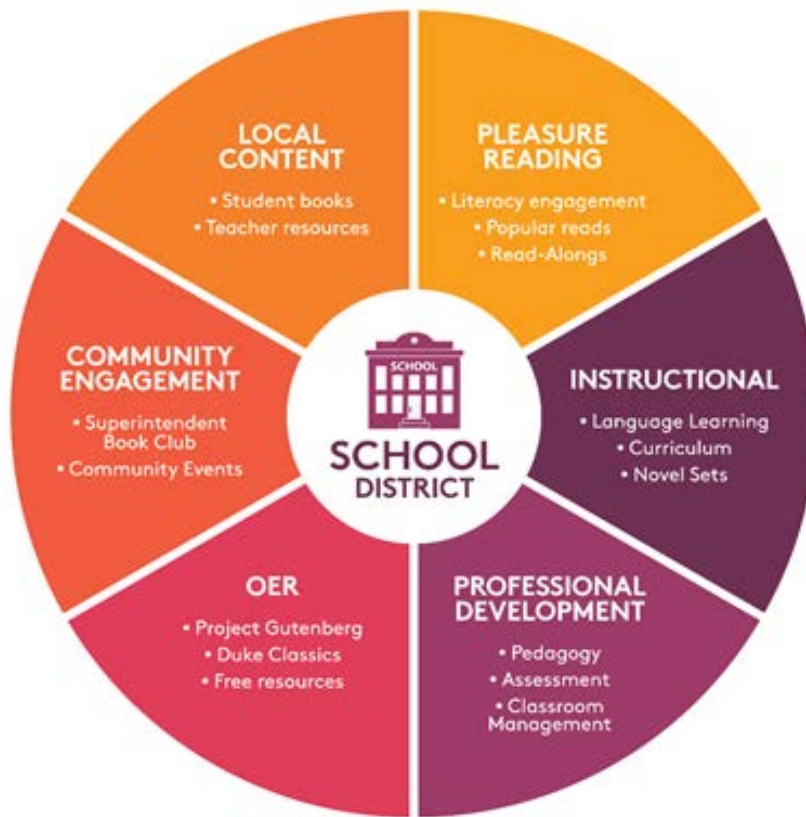 LOCAL
CONTENT
• Student books
• Teacher resources
PLEASURE
READING
• Literacy engagement
• Popular reads
• Read-Alongs
INSTRUCTIONAL
• Language Learning
• Curriculum
• Novel Sets
PROFESSIONAL
DEVELOPMENT
• Pedagogy
• Assessment
• Classroom
Management
OER
• Project Gutenberg
• Duke Classics
• Free resources
COMMUNITY
ENGAGEMENT
• Superintendent
Book Club
• Community Events
SCHOOL
SCHOOL
DISTRICT